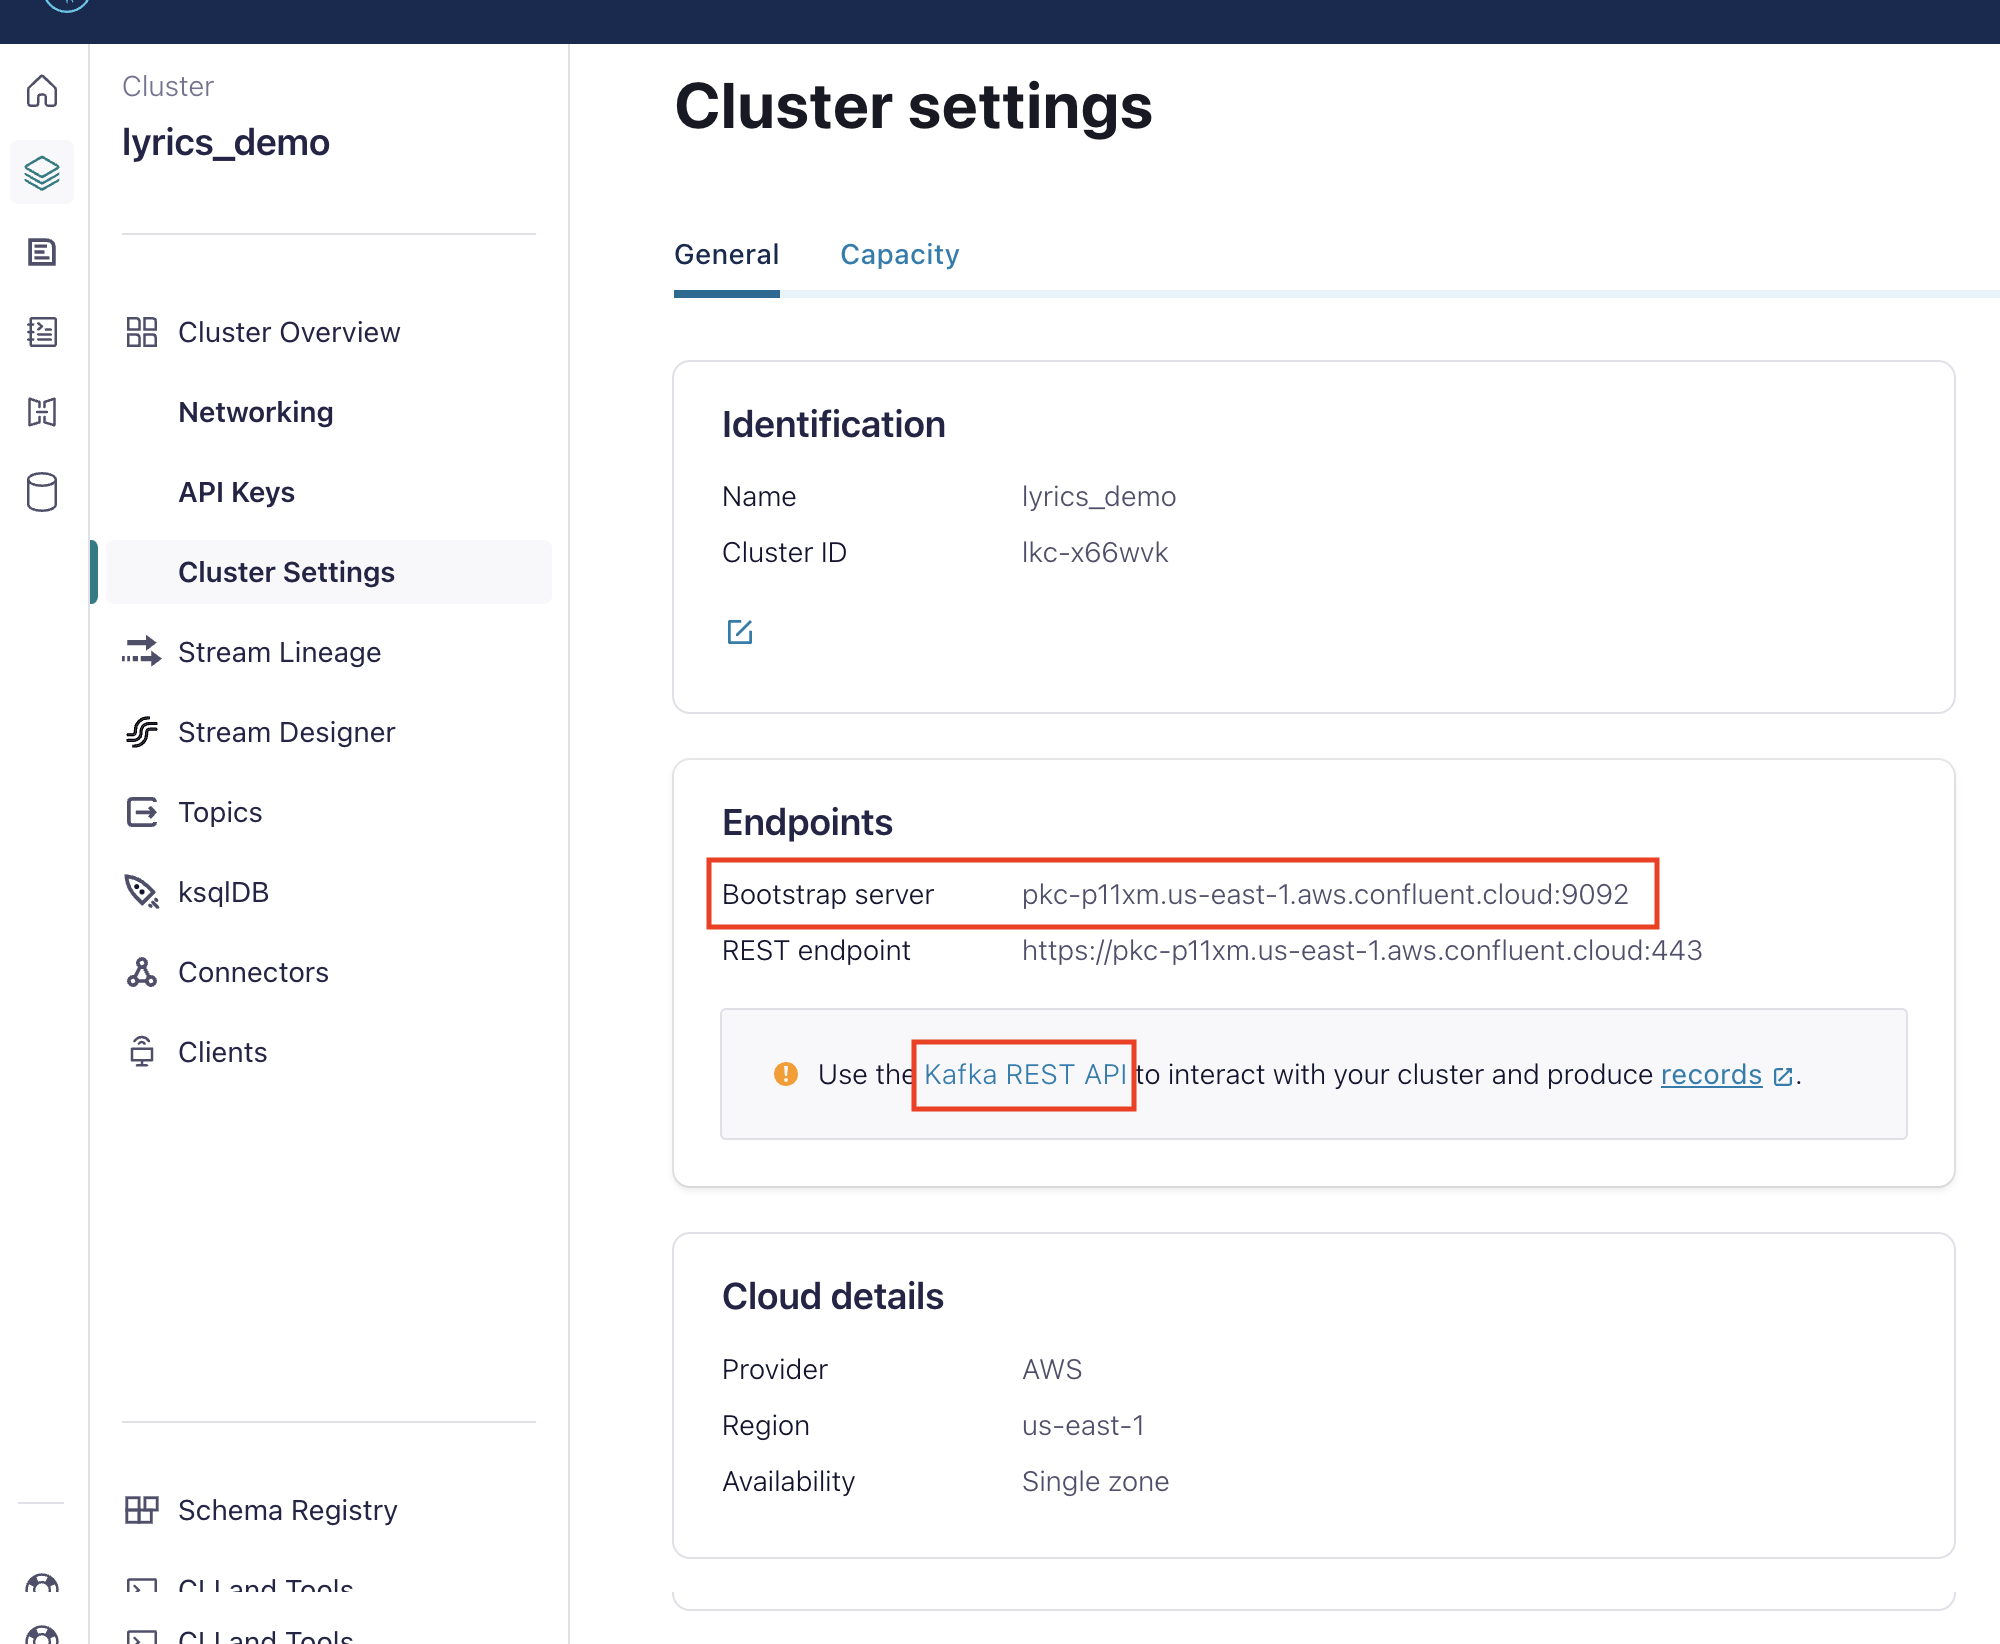 Cluster
lyrics_demo
Cluster Overview
Networking
API Keys
Cluster Settings
Stream Lineage
Stream Designer
Topics
ksqlDB
Connectors
Clients
Schema Registry
CLI and Tools
CLI and Tools
Cluster settings
General
Capacity
Identification
Name lyrics_demo
Cluster ID lkc-x66wvk
Endpoints
Bootstrap server pkc-p11xm.us-east-1.aws.confluent.cloud:9092
REST endpoint https://pkc-p11xm.us-east-1.aws.confluent.cloud:443
Use the Kafka REST API to interact with your cluster and produce records.
Cloud details
Provider AWS
Region us-east-1
Availability Single zone